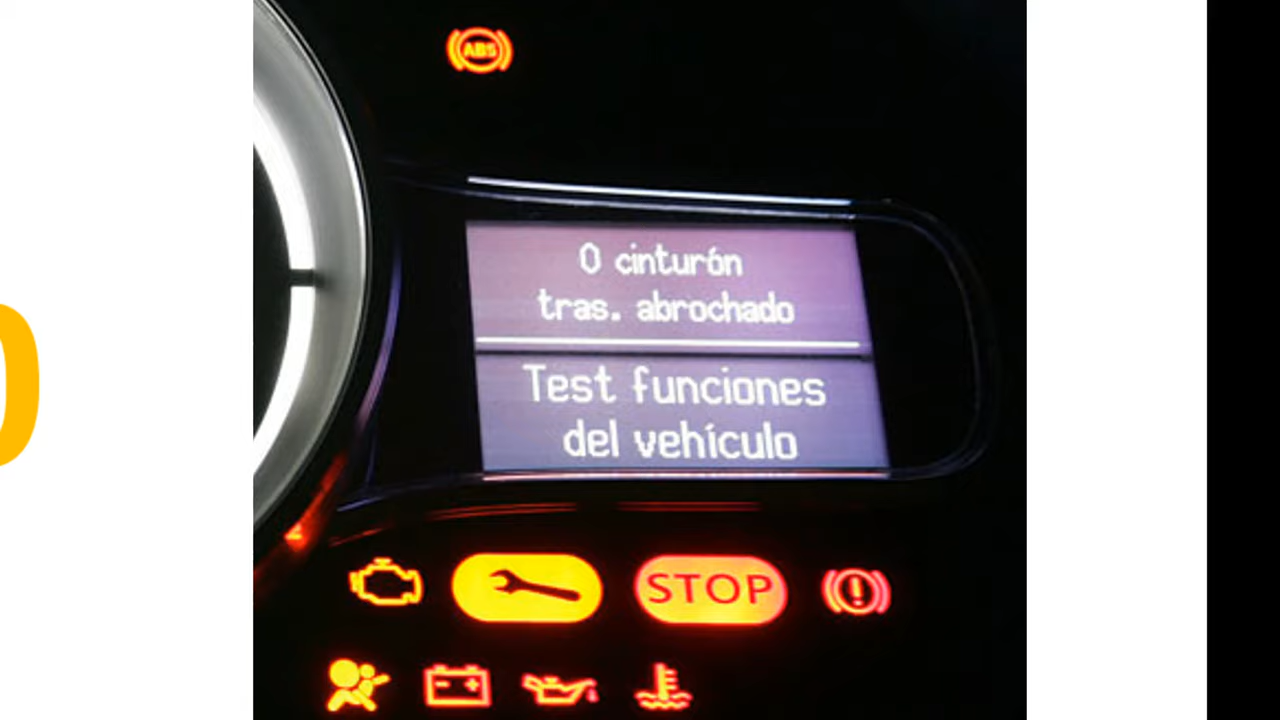 ABS
0 cinturón
tras. abrochado
Test funciones
del vehículo
STOP